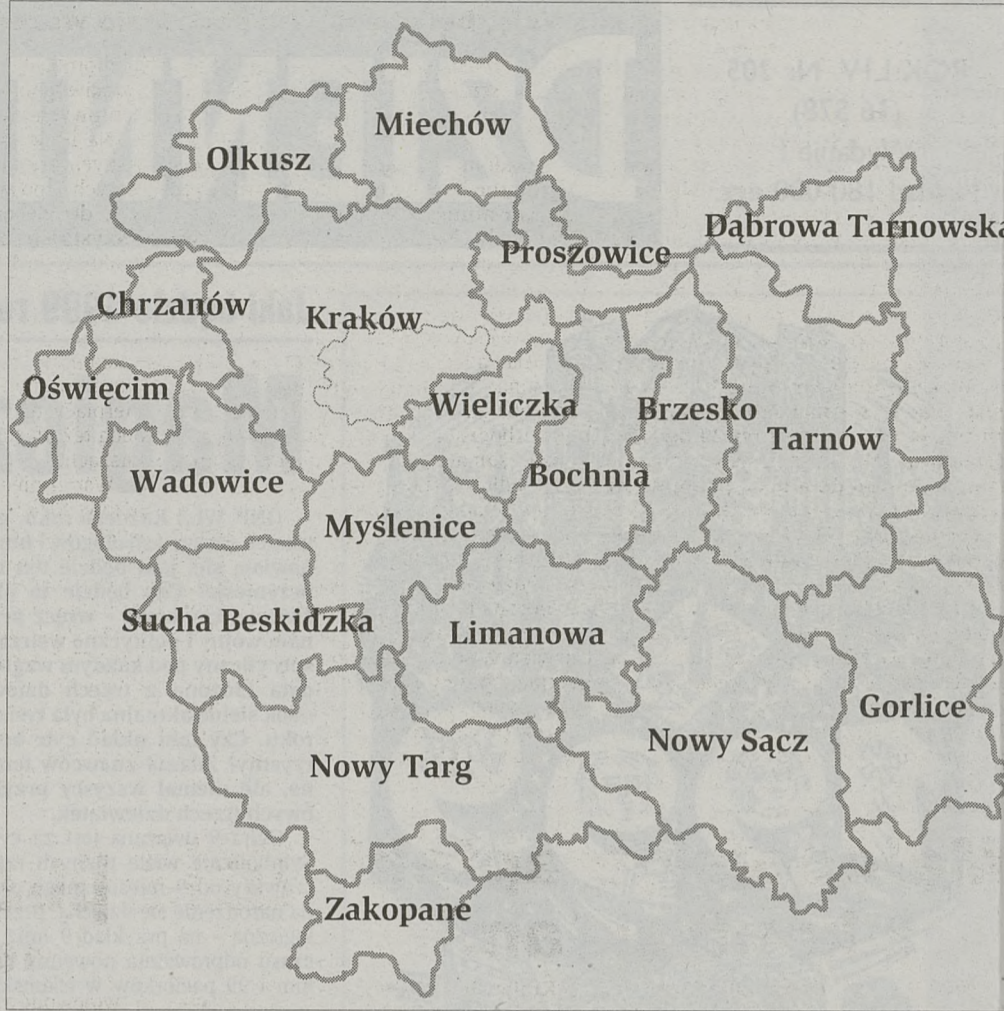 Miechów
Olkusz
Dąbrowa Tarnowska
Proszowice
Chrzanów
Kraków
Oświęcim
Wieliczka
Brzesko
Tarnów
Bochnia
Wadowice
Myślenice
Sucha Beskidzka
Limanowa
Gorlice
Nowy Sącz
Nowy Targ
Zakopane